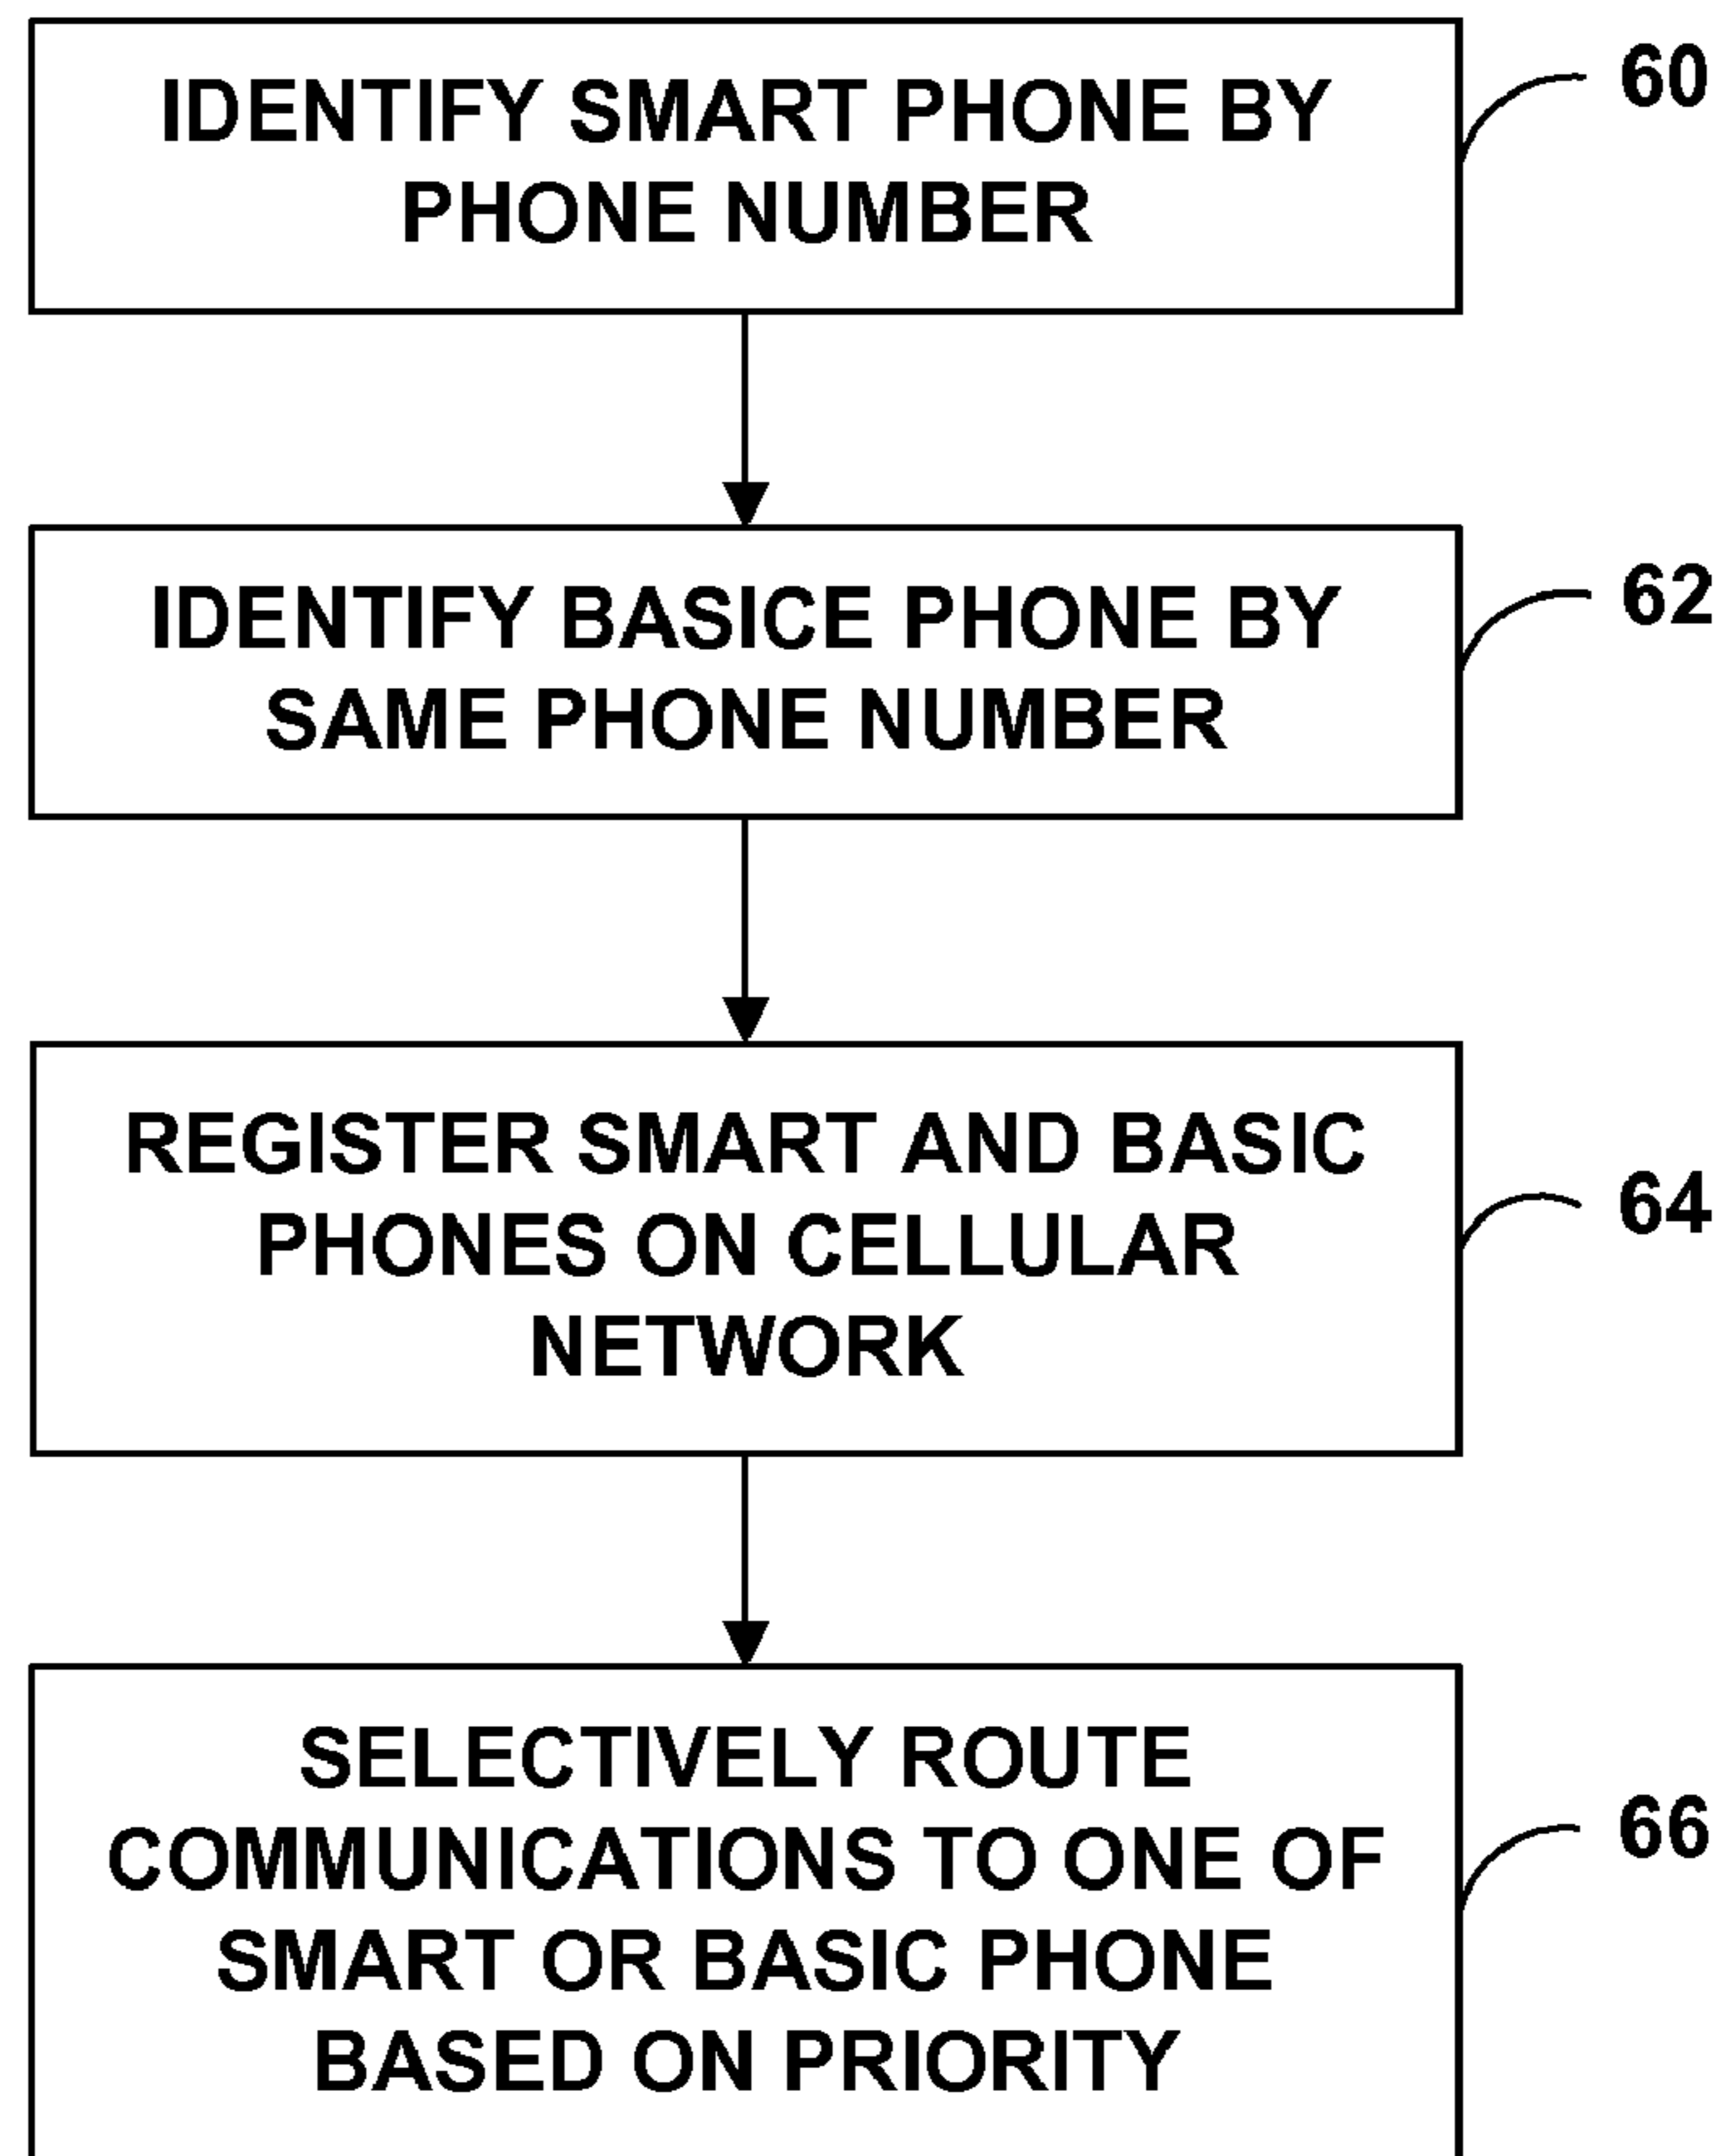 IDENTIFY SMART PHONE BY
PHONE NUMBER
60
IDENTIFY BASICE PHONE BY
SAME PHONE NUMBER
62
REGISTER SMART AND BASIC
PHONES ON CELLULAR
NETWORK
64
SELECTIVELY ROUTE
COMMUNICATIONS TO ONE OF
SMART OR BASIC PHONE
BASED ON PRIORITY
66